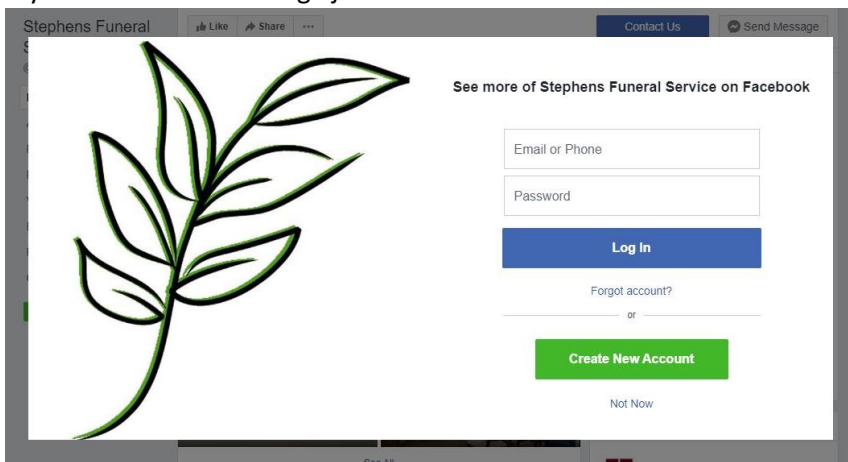 Stephens Funeral
Like Share ...
Contact Us
Send Message
See more of Stephens Funeral Service on Facebook
Email or Phone
Password
Log In
Forgot account?
or
Create New Account
Not Now
See All